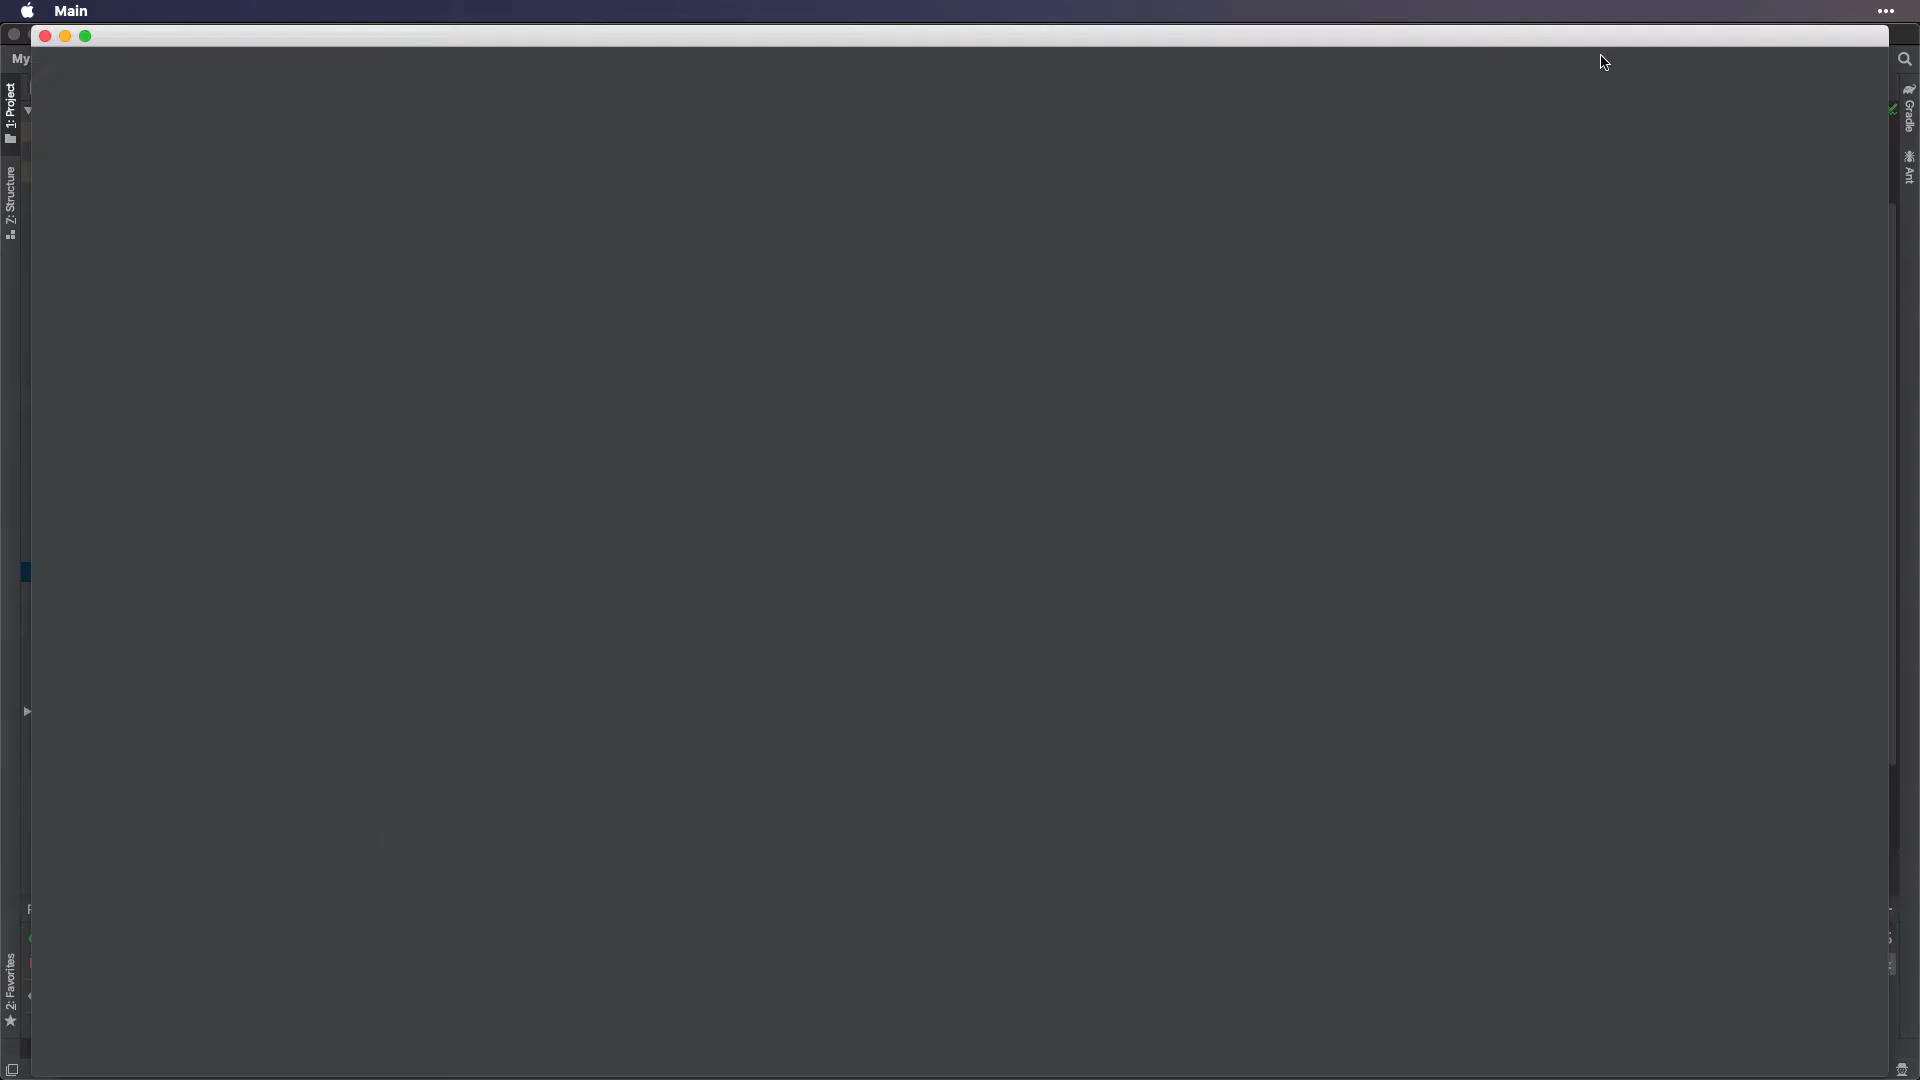 Main
My
1: Project
Z: Structure
2: Favorites
Gradle
Ant